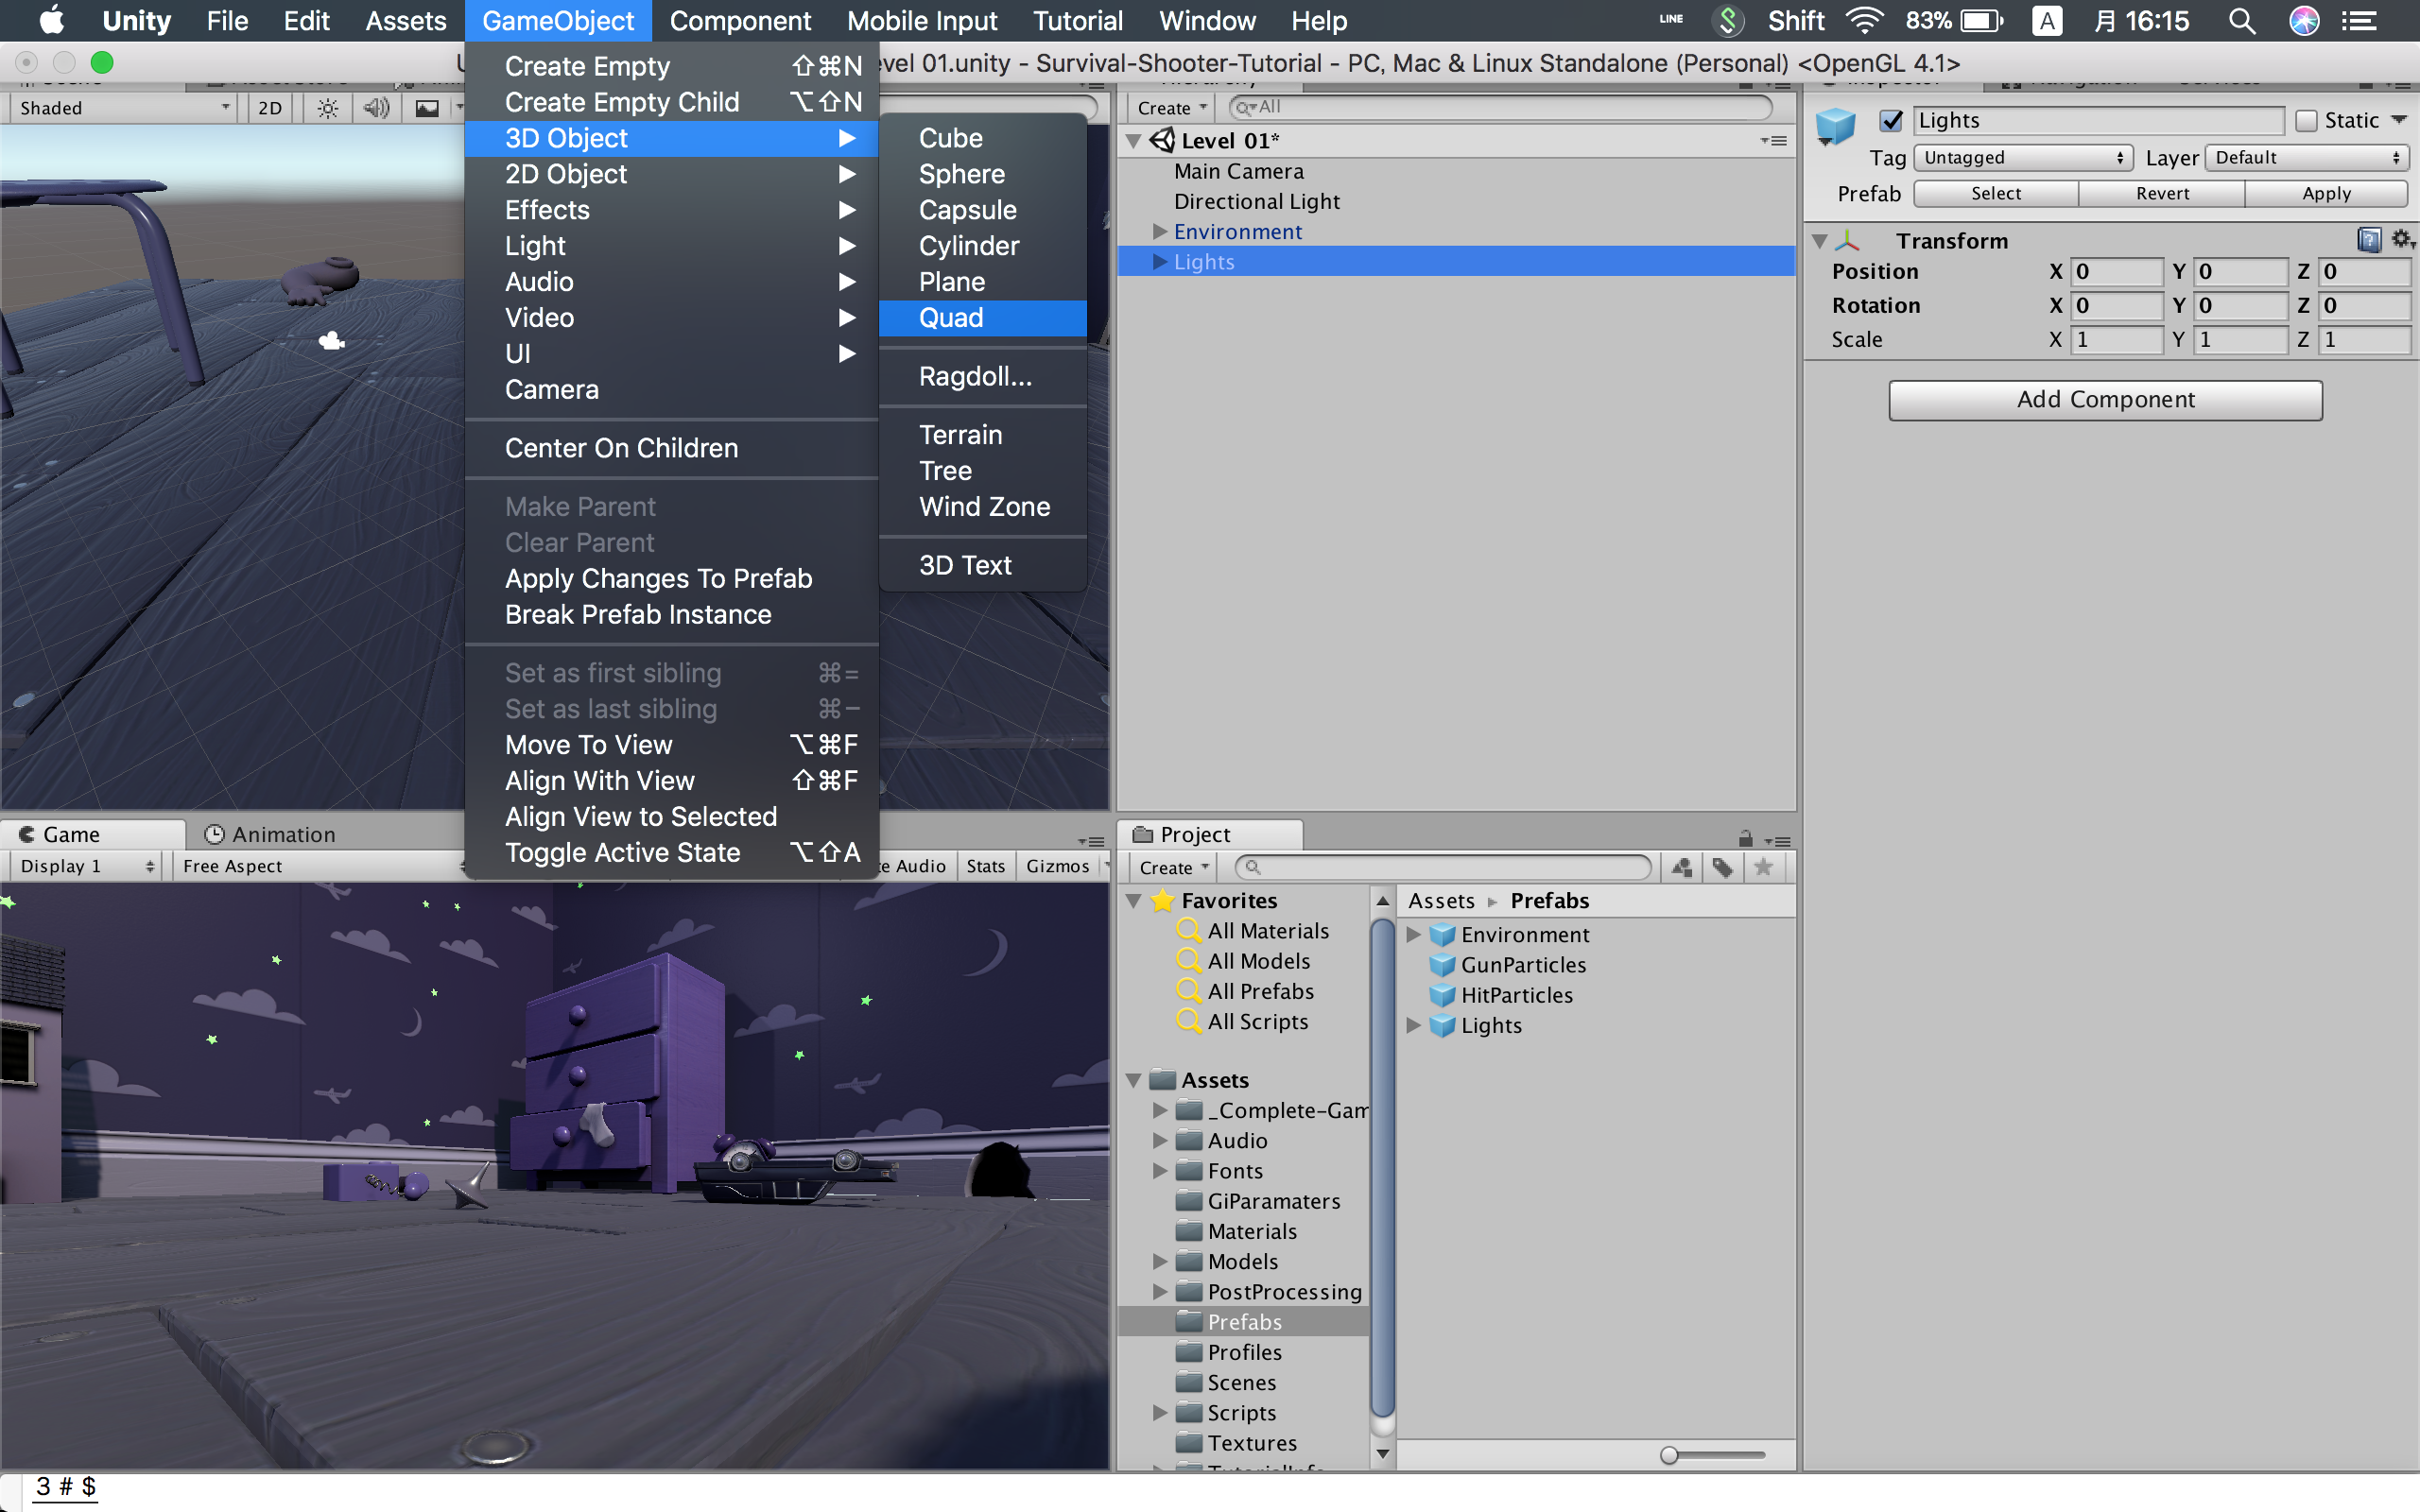 Unity File Edit Assets GameObject Component Mobile Input Tutorial Window Help LINE Shift 83% A 月 16:15
evel 01.unity - Survival-Shooter-Tutorial - PC, Mac & Linux Standalone (Personal) <OpenGL 4.1>
Create Empty ⇧⌘N
Create Empty Child ⌥⇧N
3D Object
2D Object
Effects
Light
Audio
Video
UI
Camera
Center On Children
Make Parent
Clear Parent
Apply Changes To Prefab
Break Prefab Instance
Set as first sibling ⌘=
Set as last sibling ⌘-
Move To View ⌥⌘F
Align With View ⇧⌘F
Align View to Selected
Toggle Active State ⌥⇧A
Cube
Sphere
Capsule
Cylinder
Plane
Quad
Ragdoll...
Terrain
Tree
Wind Zone
3D Text
Shaded 2D
Create All
Level 01*
Main Camera
Directional Light
Environment
Lights
Lights Static
Tag Untagged Layer Default
Prefab Select Revert Apply
Transform
Position X 0 Y 0 Z 0
Rotation X 0 Y 0 Z 0
Scale X 1 Y 1 Z 1
Add Component
Game Animation
Display 1 Free Aspect Audio Stats Gizmos
Project
Create
Favorites
All Materials
All Models
All Prefabs
All Scripts
Assets
_Complete-Gam
Audio
Fonts
GiParamaters
Materials
Models
PostProcessing
Prefabs
Profiles
Scenes
Scripts
Textures
Assets Prefabs
Environment
GunParticles
HitParticles
Lights
3 # $